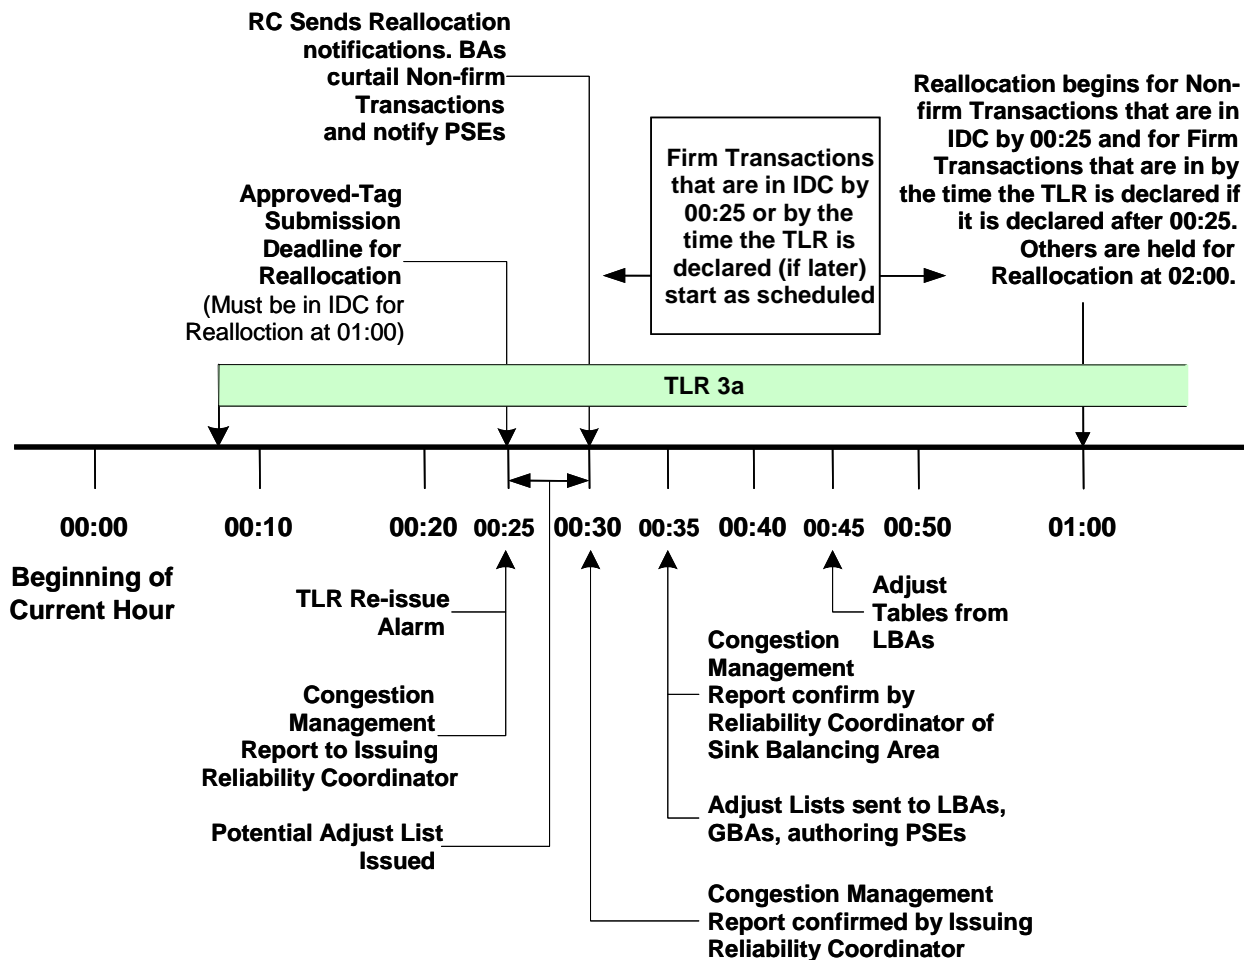 RC Sends Reallocation
notifications. BAs
curtail Non-firm
Transactions
and notify PSEs
Reallocation begins for Non-
firm Transactions that are in
IDC by 00:25 and for Firm
Transactions that are in by
the time the TLR is declared if
it is declared after 00:25.
Others are held for
Reallocation at 02:00.
Firm Transactions
that are in IDC by
00:25 or by the
time the TLR is
declared (if later)
start as scheduled
Approved-Tag
Submission
Deadline for
Reallocation
(Must be in IDC for
Realloction at 01:00)
TLR 3a
00:00
00:10
00:20
00:25
00:30
00:35
00:40
00:45
00:50
01:00
Beginning of
Current Hour
TLR Re-issue
Alarm
Congestion
Management
Report to Issuing
Reliability Coordinator
Potential Adjust List
Issued
Adjust
Tables from
LBAs
Congestion
Management
Report confirm by
Reliability Coordinator of
Sink Balancing Area
Adjust Lists sent to LBAs,
GBAs, authoring PSEs
Congestion Management
Report confirmed by Issuing
Reliability Coordinator